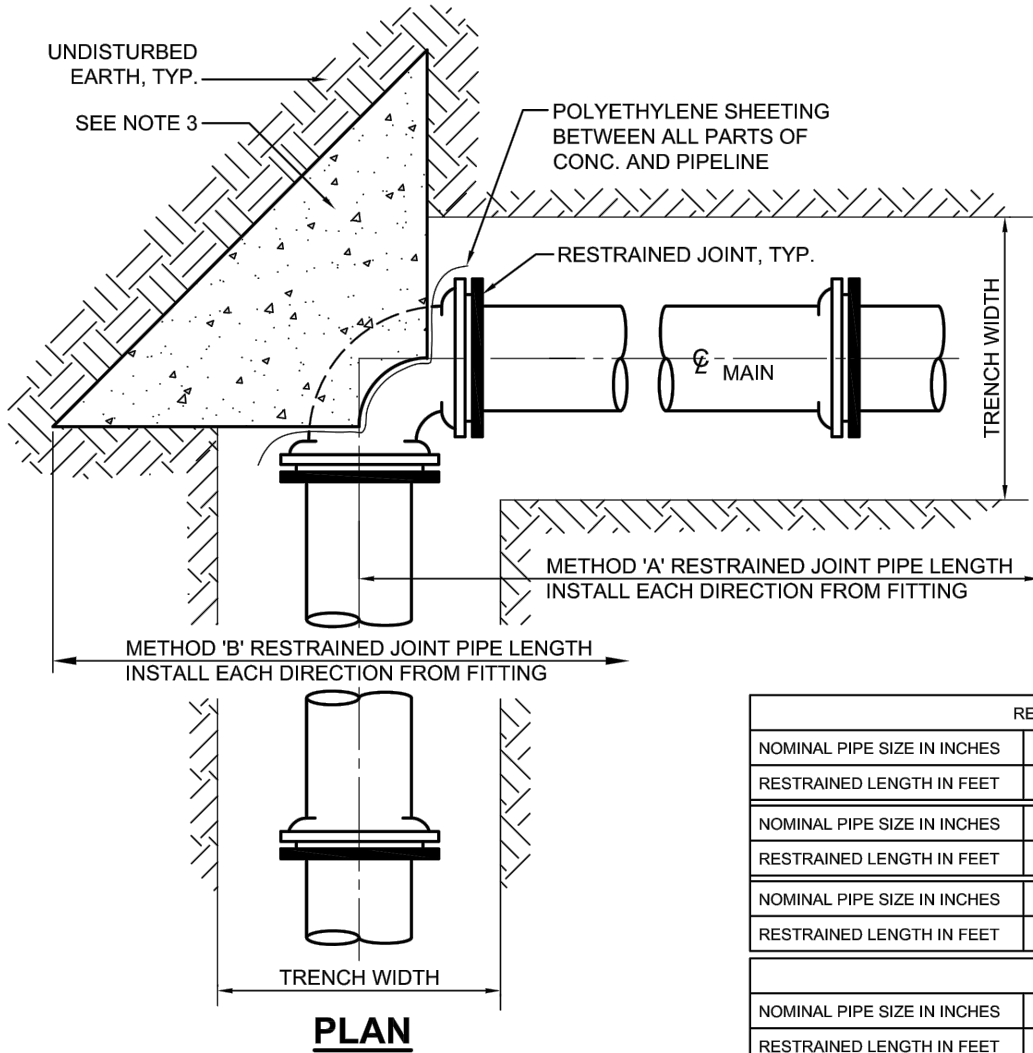 UNDISTURBED
EARTH, TYP.
SEE NOTE 3
POLYETHYLENE SHEETING
BETWEEN ALL PARTS OF
CONC. AND PIPELINE
RESTRAINED JOINT, TYP.
℄ MAIN
TRENCH WIDTH
METHOD 'A' RESTRAINED JOINT PIPE LENGTH
INSTALL EACH DIRECTION FROM FITTING
METHOD 'B' RESTRAINED JOINT PIPE LENGTH
INSTALL EACH DIRECTION FROM FITTING
TRENCH WIDTH
PLAN
NOMINAL PIPE SIZE IN INCHES
RESTRAINED LENGTH IN FEET
NOMINAL PIPE SIZE IN INCHES
RESTRAINED LENGTH IN FEET
NOMINAL PIPE SIZE IN INCHES
RESTRAINED LENGTH IN FEET
NOMINAL PIPE SIZE IN INCHES
RESTRAINED LENGTH IN FEET